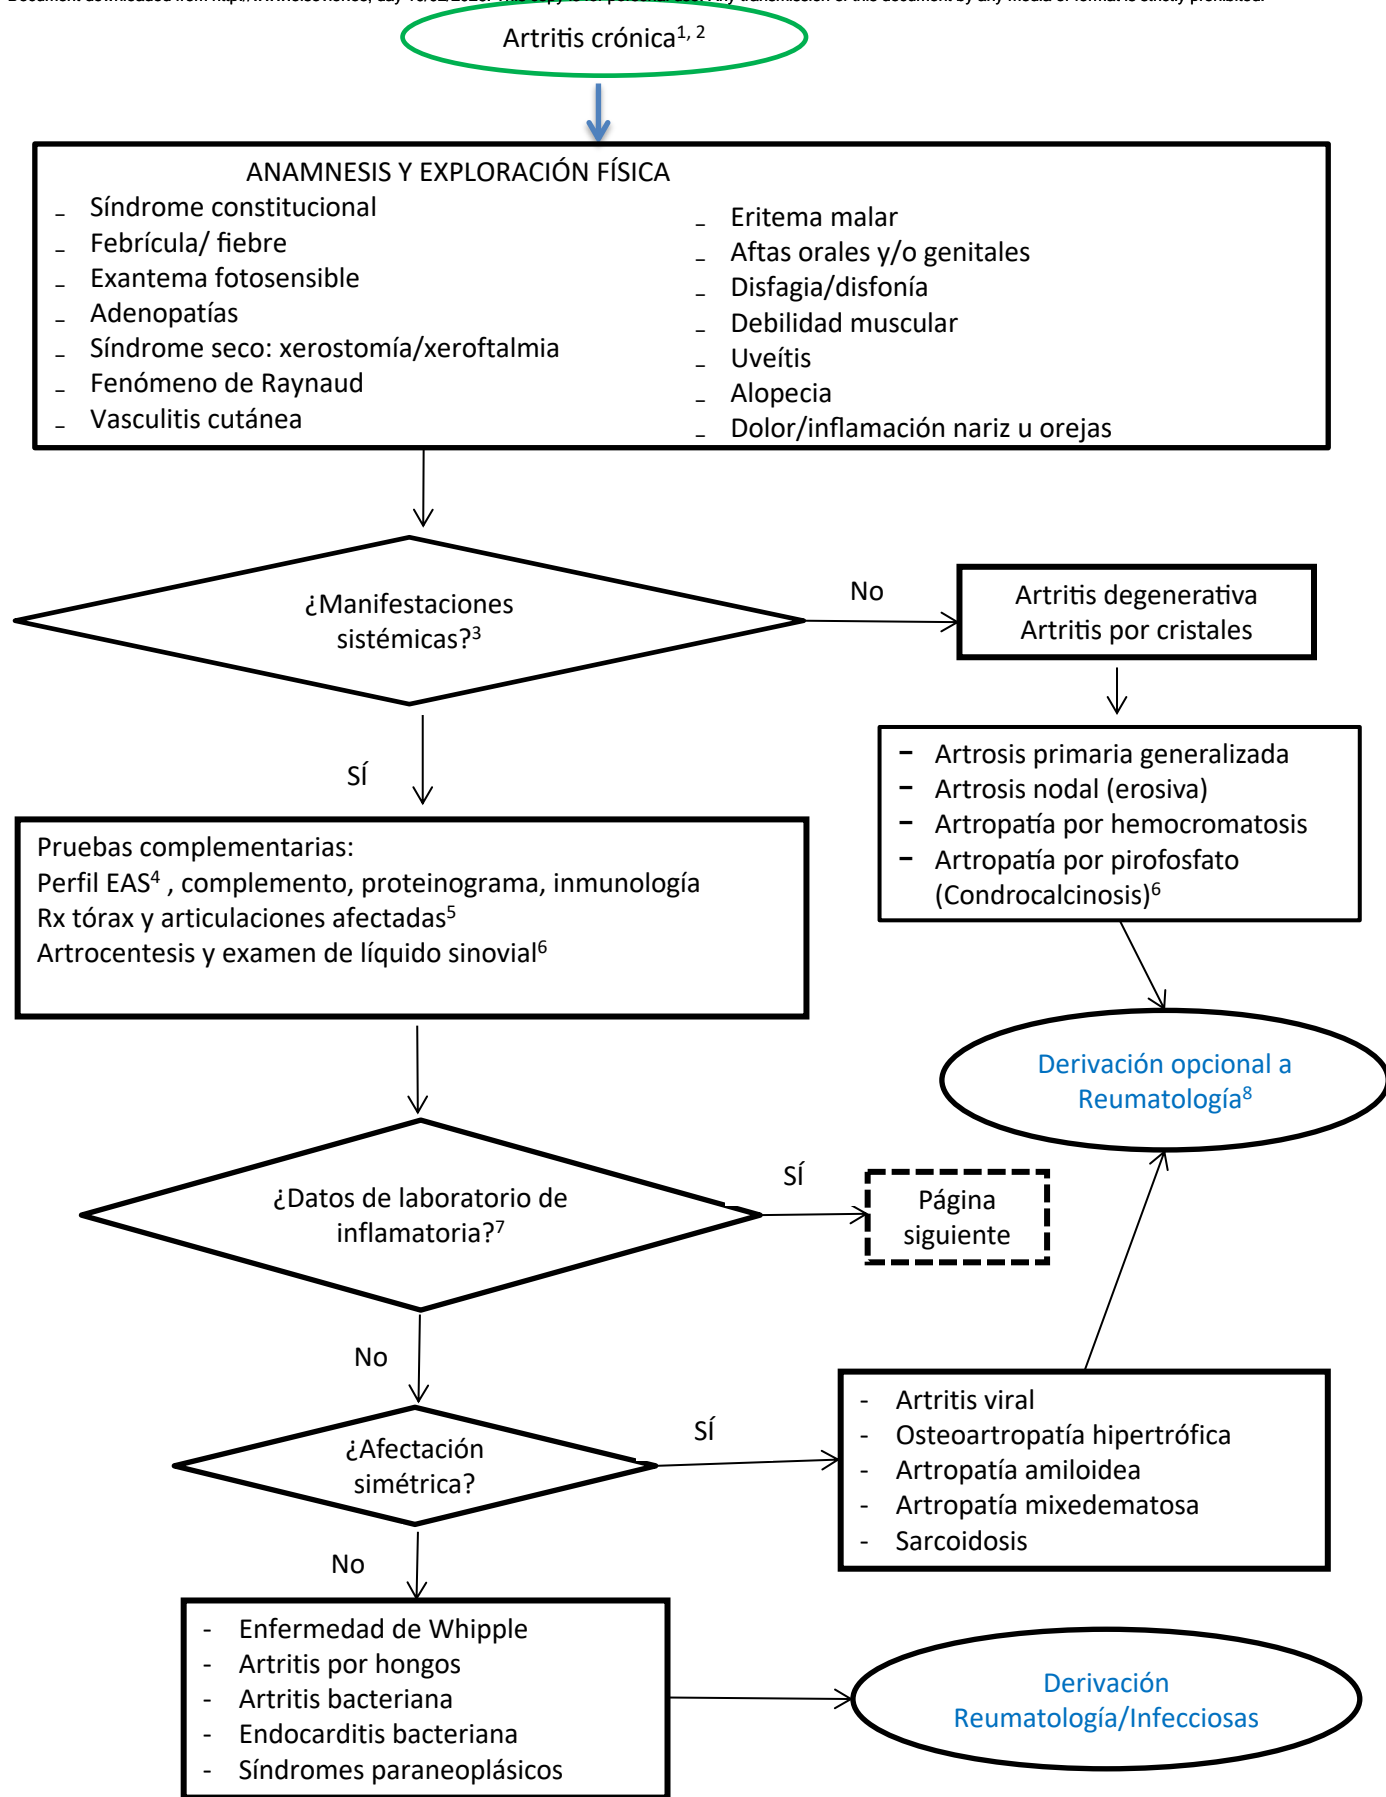 Artritis crónica1, 2
ANAMNESIS Y EXPLORACIÓN FÍSICA
- Síndrome constitucional
- Febrícula/ fiebre
- Exantema fotosensible
- Adenopatías
- Síndrome seco: xerostomía/xeroftalmia
- Fenómeno de Raynaud
- Vasculitis cutánea
- Eritema malar
- Aftas orales y/o genitales
- Disfagia/disfonía
- Debilidad muscular
- Uveítis
- Alopecia
- Dolor/inflamación nariz u orejas
¿Manifestaciones
sistémicas?3
No
Artritis degenerativa
Artritis por cristales
- Artrosis primaria generalizada
- Artrosis nodal (erosiva)
- Artropatía por hemocromatosis
- Artropatía por pirofosfato
(Condrocalcinosis)6
SÍ
Pruebas complementarias:
Perfil EAS4 , complemento, proteinograma, inmunología
Rx tórax y articulaciones afectadas5
Artrocentesis y examen de líquido sinovial6
Derivación opcional a
Reumatología8
¿Datos de laboratorio de
inflamatoria?7
SÍ
Página
siguiente
No
¿Afectación
simétrica?
SÍ
- Artritis viral
- Osteoartropatía hipertrófica
- Artropatía amiloidea
- Artropatía mixedematosa
- Sarcoidosis
No
- Enfermedad de Whipple
- Artritis por hongos
- Artritis bacteriana
- Endocarditis bacteriana
- Síndromes paraneoplásicos
Derivación
Reumatología/Infecciosas